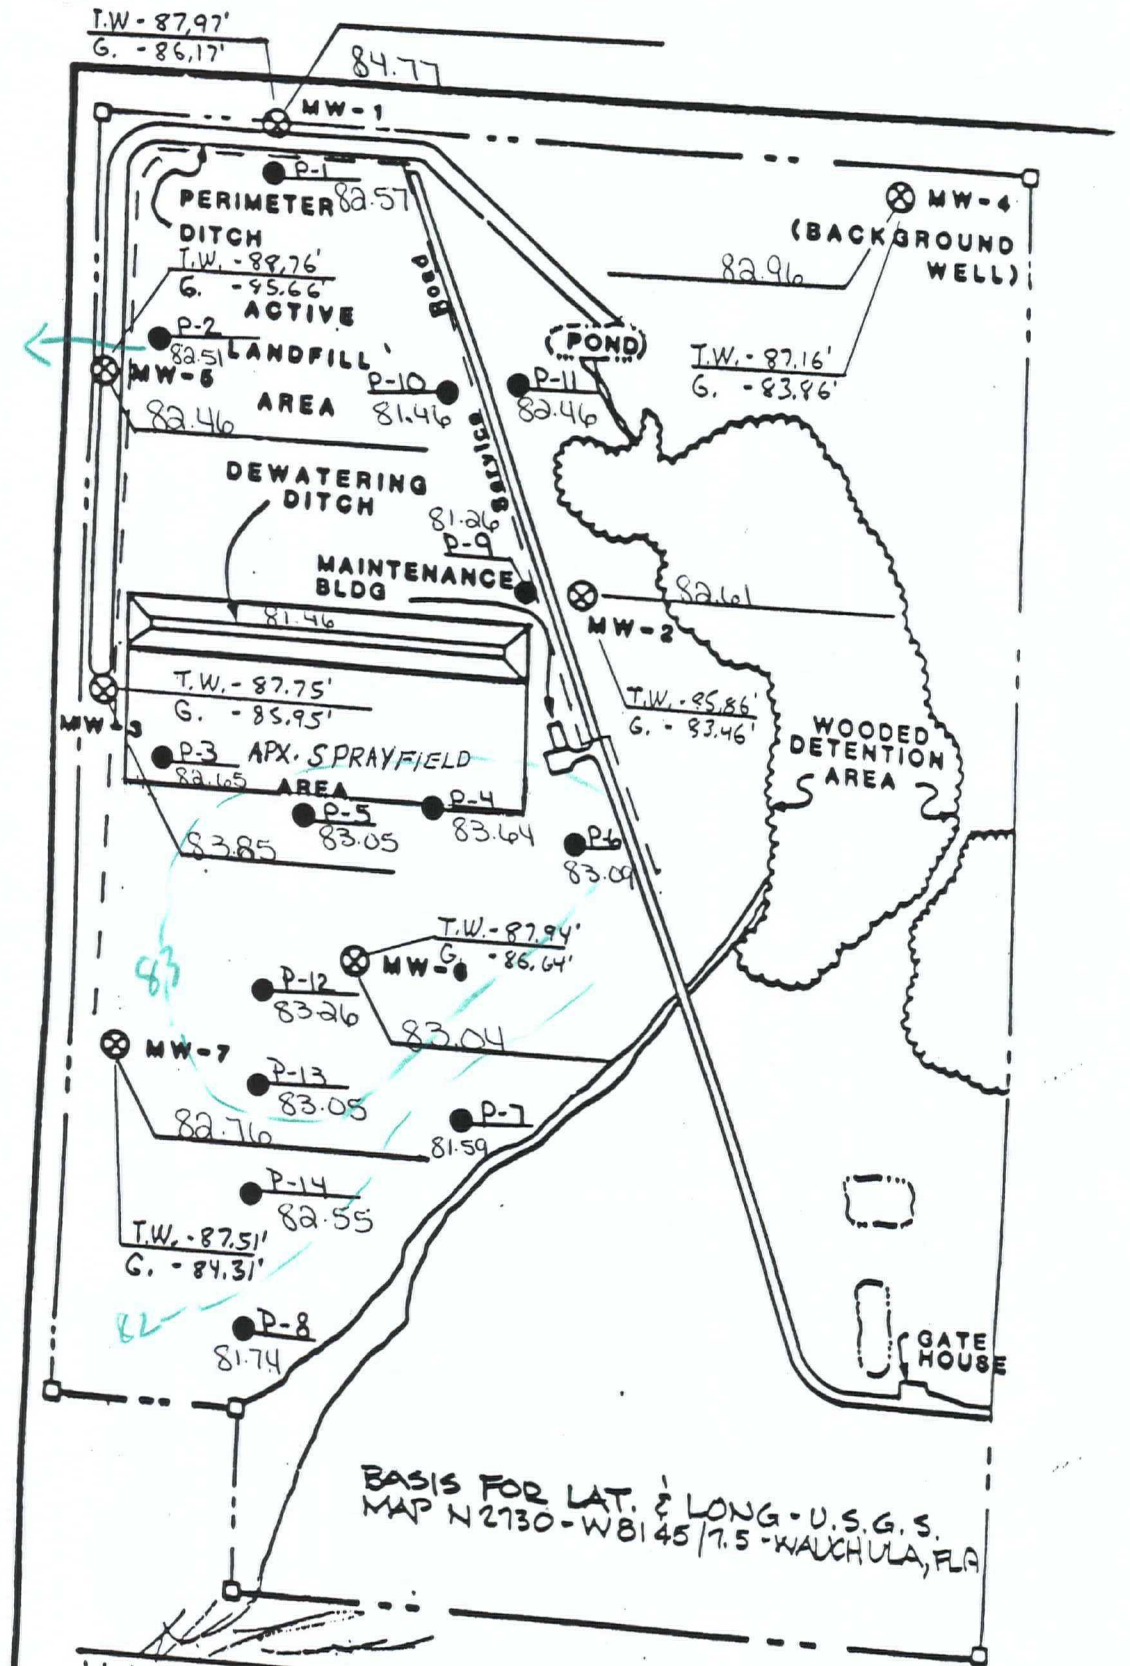 T.W - 87,97'
G. - 86,17'
84.77
MW-1
P-1
82.57
PERIMETER
DITCH
MW-4
(BACKGROUND
WELL)
82.96
T.W. - 88,76'
G. - 85.66'
ACTIVE
LANDFILL
AREA
Road
Service
P-2
82.51
MW-5
82.46
POND
T.W. - 87.16'
G. - 83.86'
P-10
81.46
P-11
82.46
DEWATERING
DITCH
81.26
P-9
MAINTENANCE
BLDG
81.46
82.61
MW-2
T.W. - 85,86'
G. - 83.46'
T.W. - 87.75'
G. - 85.95'
MW-3
WOODED
DETENTION
AREA
P-3
82.65
APX. SPRAYFIELD
AREA
P-5
83.05
P-4
83.64
P-6
83.09
83.85
T.W. - 87.94'
G. - 86.64'
MW-6
83
P-12
83.26
83.04
MW-7
P-13
83.05
82.76
P-7
81.59
P-14
82.55
T.W. - 87.51'
G. - 84.31'
82
P-8
81.74
GATE
HOUSE
BASIS FOR LAT. & LONG - U.S.G.S.
MAP N2730-W8145/7.5-WAUCHULA, FLA